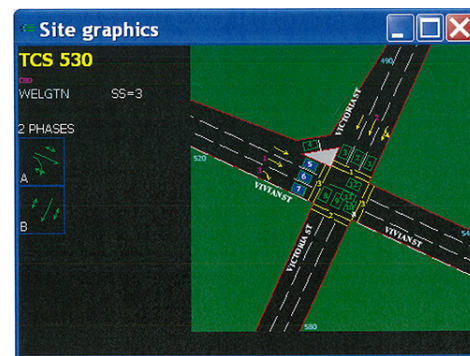 Site graphics
TCS 530
WELGTN SS=3
2 PHASES
A
B
490
VICTORIA ST
520
VIVIAN ST
5
6
7
VICTORIA ST
VIVIAN ST
54
580